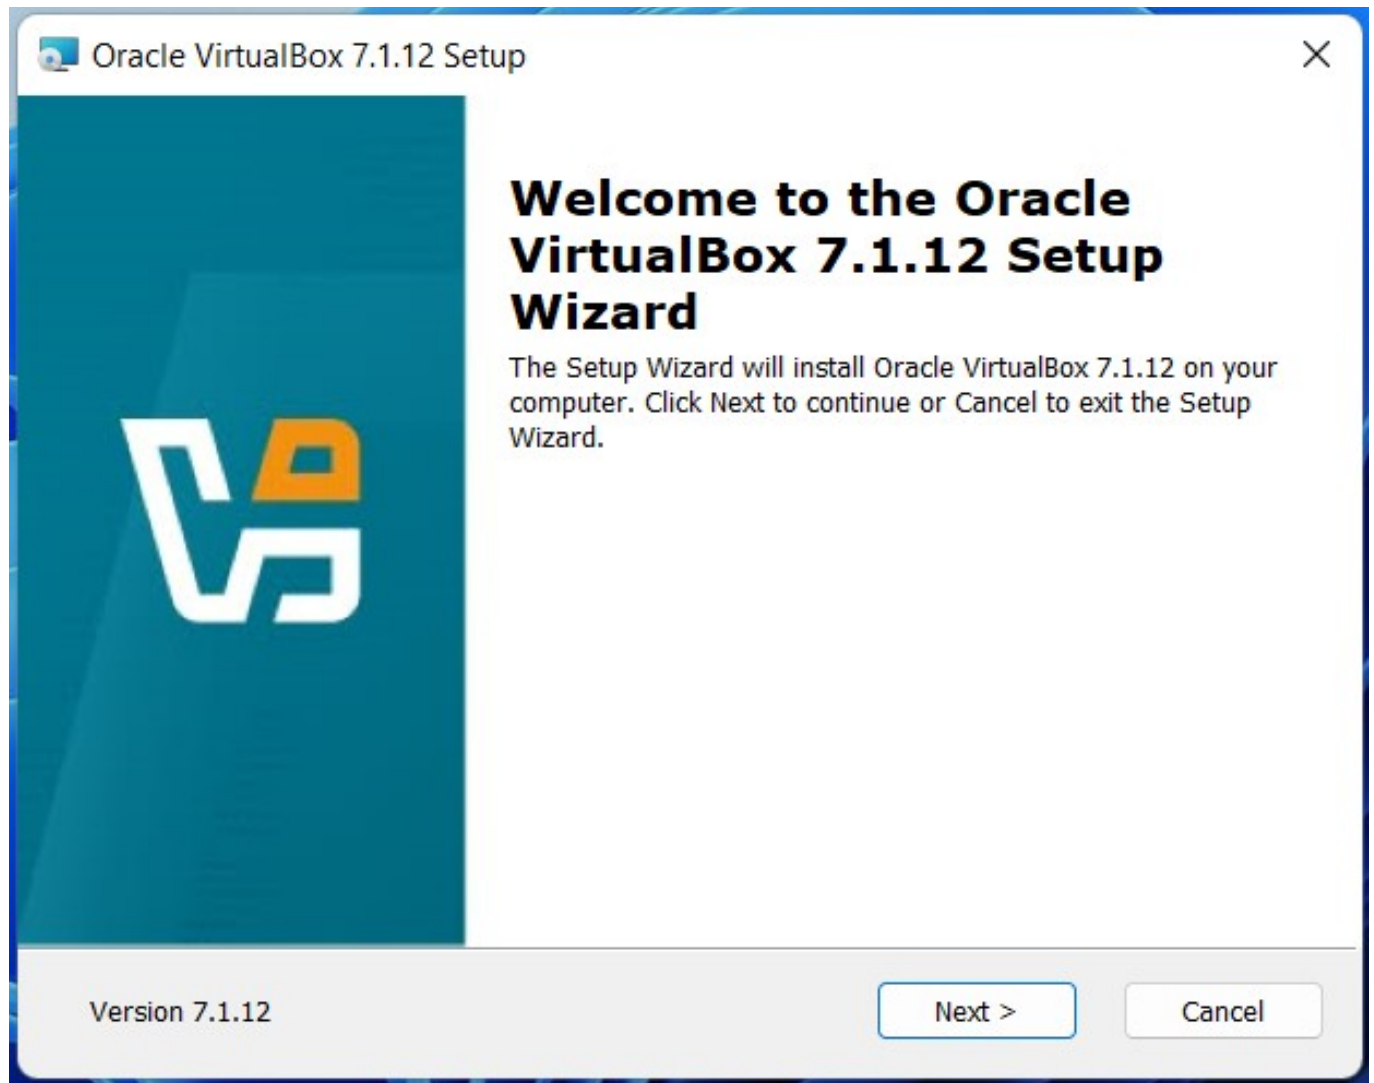 Oracle VirtualBox 7.1.12 Setup
Welcome to the Oracle
VirtualBox 7.1.12 Setup
Wizard
The Setup Wizard will install Oracle VirtualBox 7.1.12 on your
computer. Click Next to continue or Cancel to exit the Setup
Wizard.
Version 7.1.12
Next >
Cancel